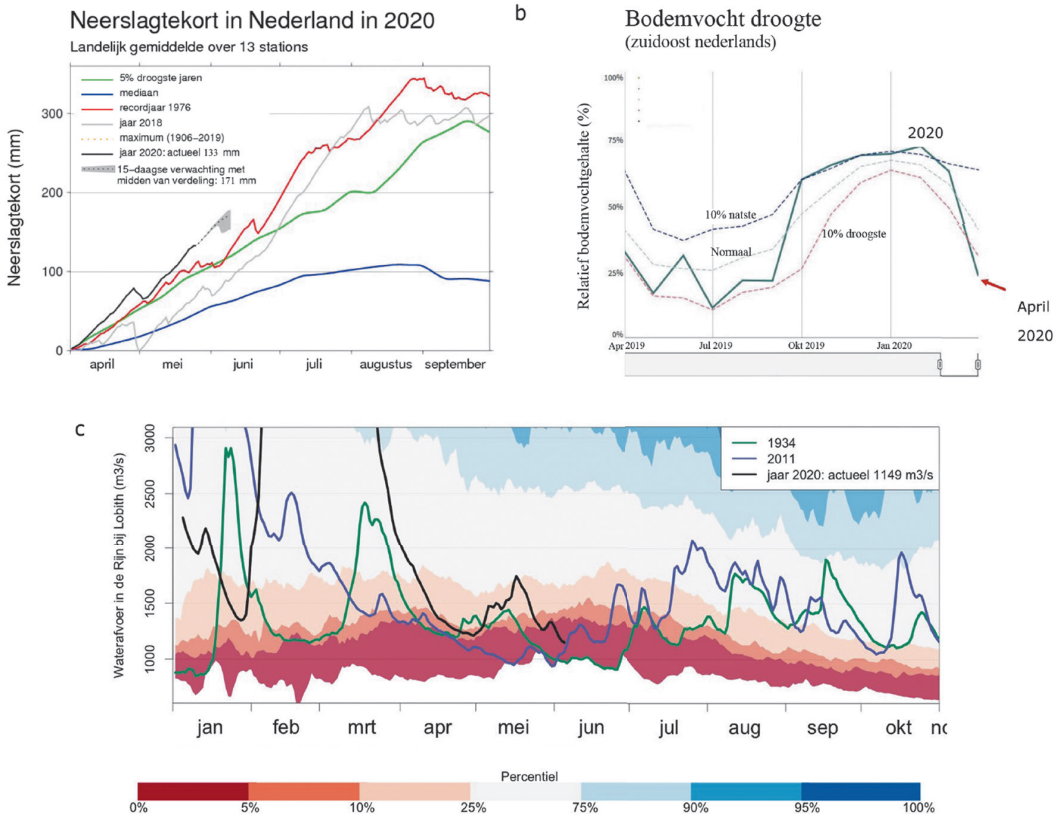 Neerslagtekort in Nederland in 2020
Landelijk gemiddelde over 13 stations
5% droogste jaren
mediaan
recordjaar 1976
jaar 2018
maximum (1906–2019)
jaar 2020: actueel 133 mm
15–daagse verwachting met
midden van verdeling: 171 mm
Neerslagtekort (mm)
300
200
100
0
april
mei
juni
juli
augustus
september
b
Bodemvocht droogte
(zuidoost nederlands)
Relatief bodemvochtgehalte (%)
100%
75%
50%
25%
0%
2020
10% natste
Normaal
10% droogste
Apr 2019
Jul 2019
Okt 2019
Jan 2020
April
2020
c
Waterafvoer in de Rijn bij Lobith (m3/s)
3000
2500
2000
1500
1000
1934
2011
jaar 2020: actueel 1149 m3/s
jan
feb
mrt
apr
mei
jun
jul
aug
sep
okt
Percentiel
0%
5%
10%
25%
75%
90%
95%
100%